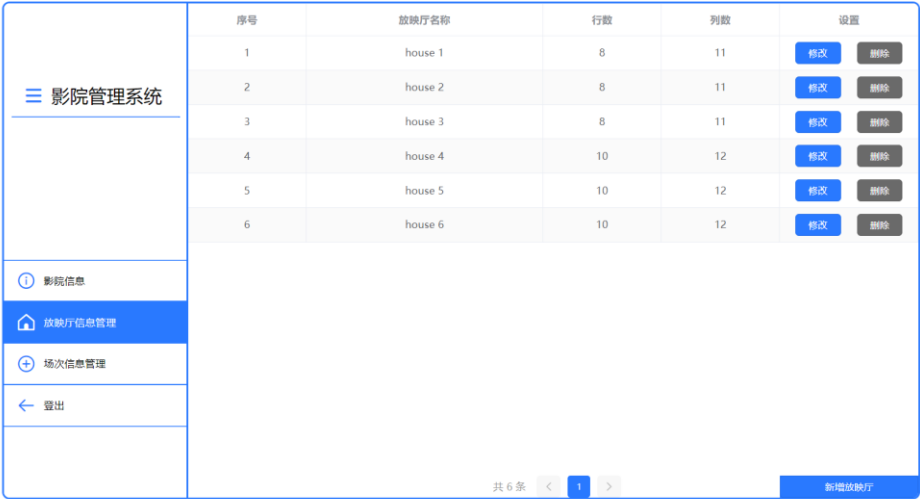 影院管理系统
影院信息
放映厅信息管理
场次信息管理
登出
序号 放映厅名称 行数 列数 设置
1 house 1 8 11 修改 删除
2 house 2 8 11 修改 删除
3 house 3 8 11 修改 删除
4 house 4 10 12 修改 删除
5 house 5 10 12 修改 删除
6 house 6 10 12 修改 删除
共 6 条 1 新增放映厅